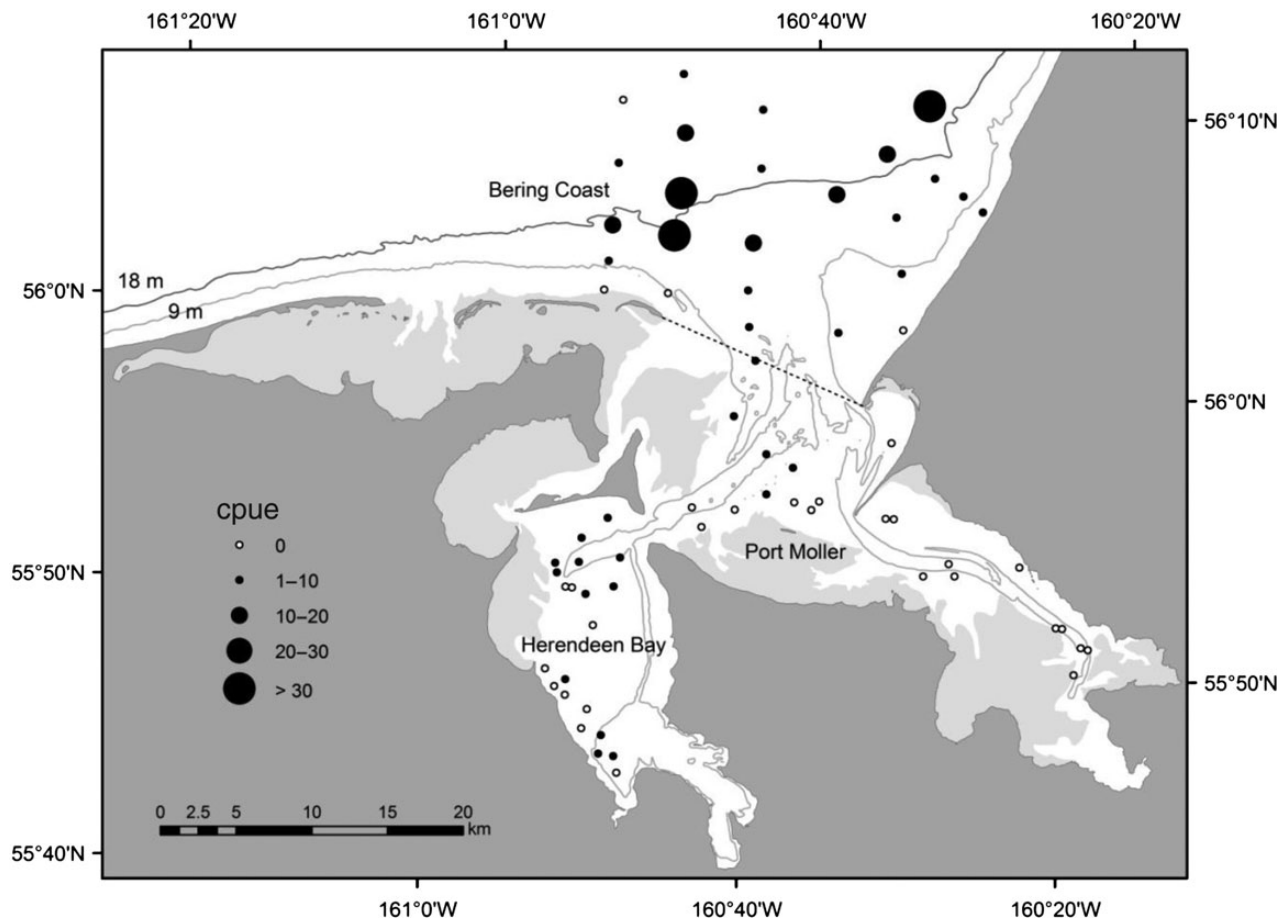 161°20'W 161°0'W 160°40'W 160°20'W
56°10'N
Bering Coast
18 m
56°0'N
9 m
56°0'N
cpue
0
Port Moller
55°50'N
1–10
10–20
Herendeen Bay
20–30
55°50'N
> 30
0 2.5 5 10 15 20
km
55°40'N
161°0'W 160°40'W 160°20'W